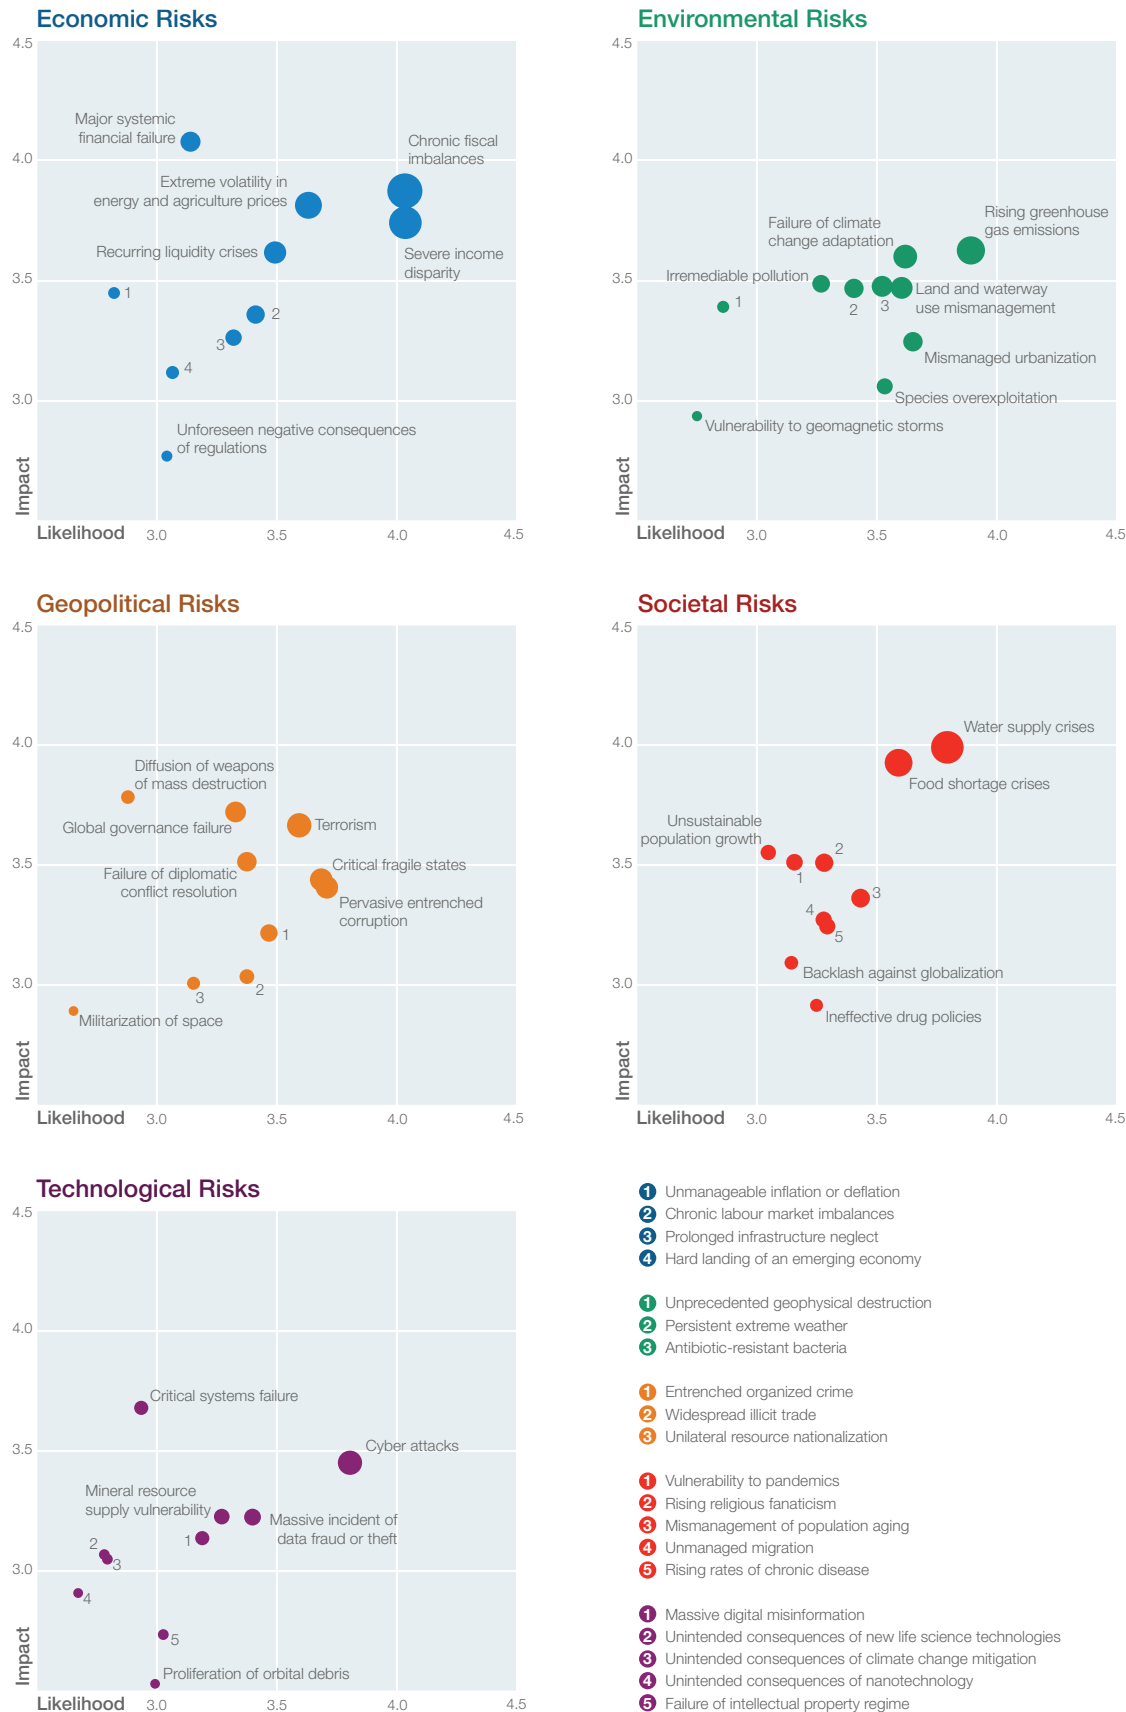 Economic Risks
4.5
Major systemic
financial failure
Chronic fiscal
imbalances
4.0
Extreme volatility in
energy and agriculture prices
Recurring liquidity crises
Severe income
disparity
3.5
1
2
3
4
3.0
Unforeseen negative consequences
of regulations
Impact
Likelihood
3.0
3.5
4.0
4.5
Environmental Risks
4.5
4.0
Rising greenhouse
gas emissions
Failure of climate
change adaptation
Irremediable pollution
3.5
Land and waterway
use mismanagement
1
2
3
Mismanaged urbanization
3.0
Species overexploitation
Vulnerability to geomagnetic storms
Impact
Likelihood
3.0
3.5
4.0
4.5
Geopolitical Risks
4.5
4.0
Diffusion of weapons
of mass destruction
Global governance failure
Terrorism
3.5
Critical fragile states
Failure of diplomatic
conflict resolution
Pervasive entrenched
corruption
1
3.0
2
3
Militarization of space
Impact
Likelihood
3.0
3.5
4.0
4.5
Societal Risks
4.5
Water supply crises
4.0
Food shortage crises
Unsustainable
population growth
2
3.5
1
3
4
5
Backlash against globalization
3.0
Ineffective drug policies
Impact
Likelihood
3.0
3.5
4.0
4.5
Technological Risks
4.5
4.0
Critical systems failure
Cyber attacks
3.5
Mineral resource
supply vulnerability
Massive incident of
data fraud or theft
1
2
3
3.0
4
5
Proliferation of orbital debris
Impact
Likelihood
3.0
3.5
4.0
4.5
1 Unmanageable inflation or deflation
2 Chronic labour market imbalances
3 Prolonged infrastructure neglect
4 Hard landing of an emerging economy
1 Unprecedented geophysical destruction
2 Persistent extreme weather
3 Antibiotic-resistant bacteria
1 Entrenched organized crime
2 Widespread illicit trade
3 Unilateral resource nationalization
1 Vulnerability to pandemics
2 Rising religious fanaticism
3 Mismanagement of population aging
4 Unmanaged migration
5 Rising rates of chronic disease
1 Massive digital misinformation
2 Unintended consequences of new life science technologies
3 Unintended consequences of climate change mitigation
4 Unintended consequences of nanotechnology
5 Failure of intellectual property regime